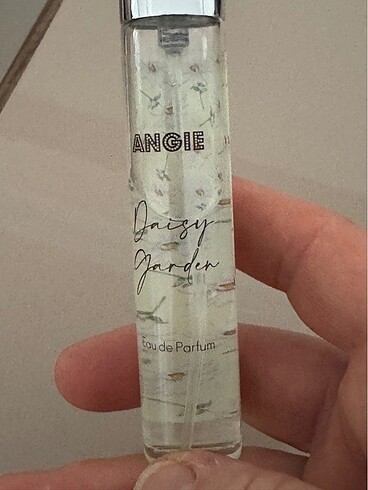 ANGIE
Daisy
Garden
Eau de Parfum